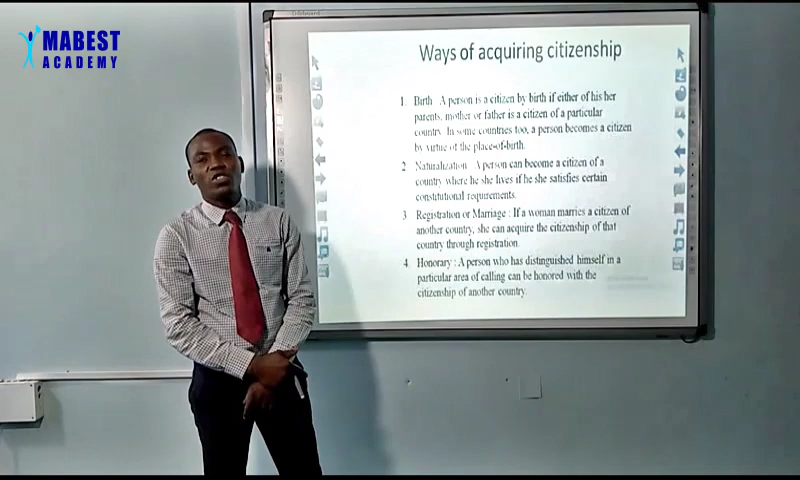 MABEST
ACADEMY
Ways of acquiring citizenship
1. Birth : A person is a citizen by birth if either of his her
parents, mother or father is a citizen of a particular
country. In some countries too, a person becomes a citizen
by virtue of the place-of-birth.
2 Naturalization : A person can become a citizen of a
country where he she lives if he she satisfies certain
constitutional requirements.
3 Registration or Marriage : If a woman marries a citizen of
another country, she can acquire the citizenship of that
country through registration.
4. Honorary : A person who has distinguished himself in a
particular area of calling can be honored with the
citizenship of another country.